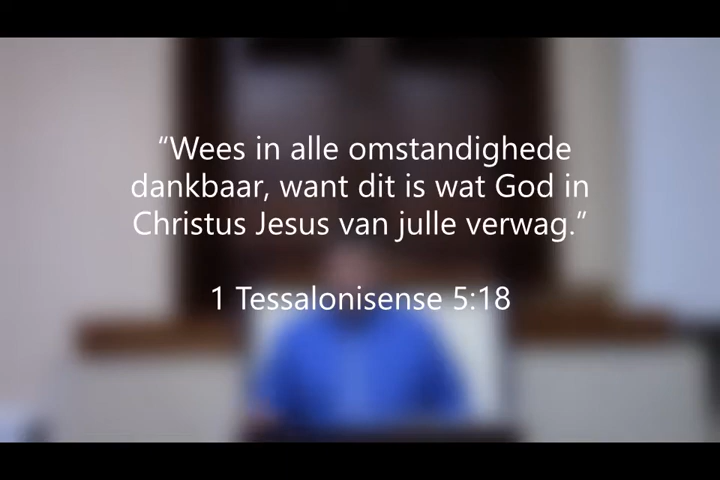 “Wees in alle omstandighede
dankbaar, want dit is wat God in
Christus Jesus van julle verwag.”
1 Tessalonisense 5:18